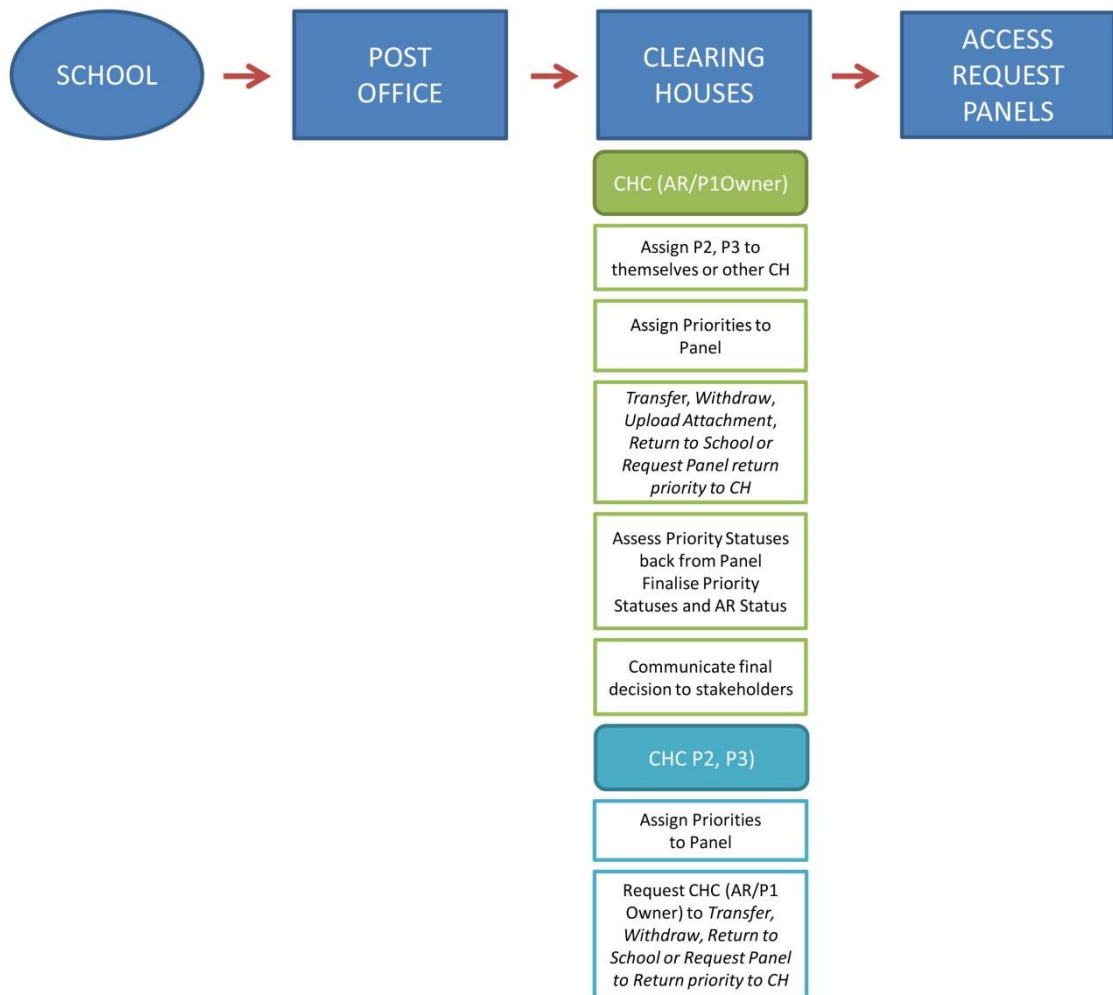 SCHOOL
POST
OFFICE
CLEARING
HOUSES
ACCESS
REQUEST
PANELS
CHC (AR/P1Owner)
Assign P2, P3 to
themselves or other CH
Assign Priorities to
Panel
Transfer, Withdraw,
Upload Attachment,
Return to School or
Request Panel return
priority to CH
Assess Priority Statuses
back from Panel
Finalise Priority
Statuses and AR Status
Communicate final
decision to stakeholders
CHC P2, P3)
Assign Priorities
to Panel
Request CHC (AR/P1
Owner) to Transfer,
Withdraw, Return to
School or Request Panel
to Return priority to CH